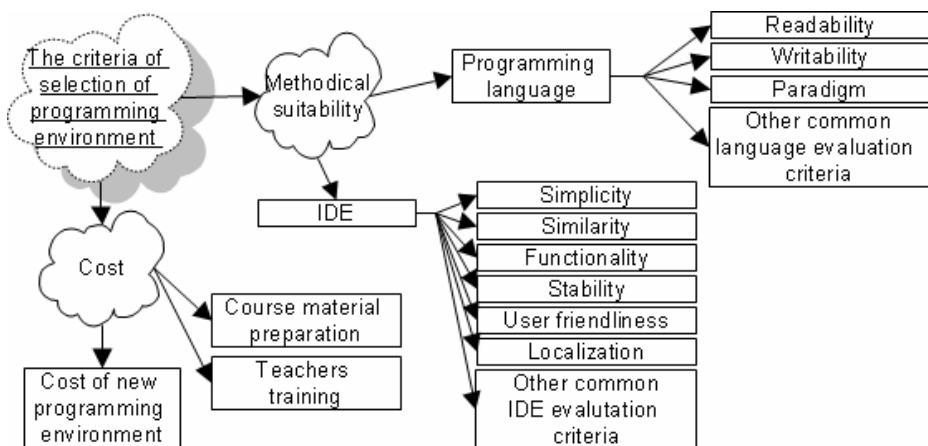 The criteria of
selection of
programming
environment
Methodical
suitability
Programming
language
Readability
Writability
Paradigm
Other common
language evaluation
criteria
IDE
Simplicity
Similarity
Functionality
Stability
User friendliness
Localization
Other common
IDE evalutation
criteria
Cost
Course material
preparation
Teachers
training
Cost of new
programming
environment